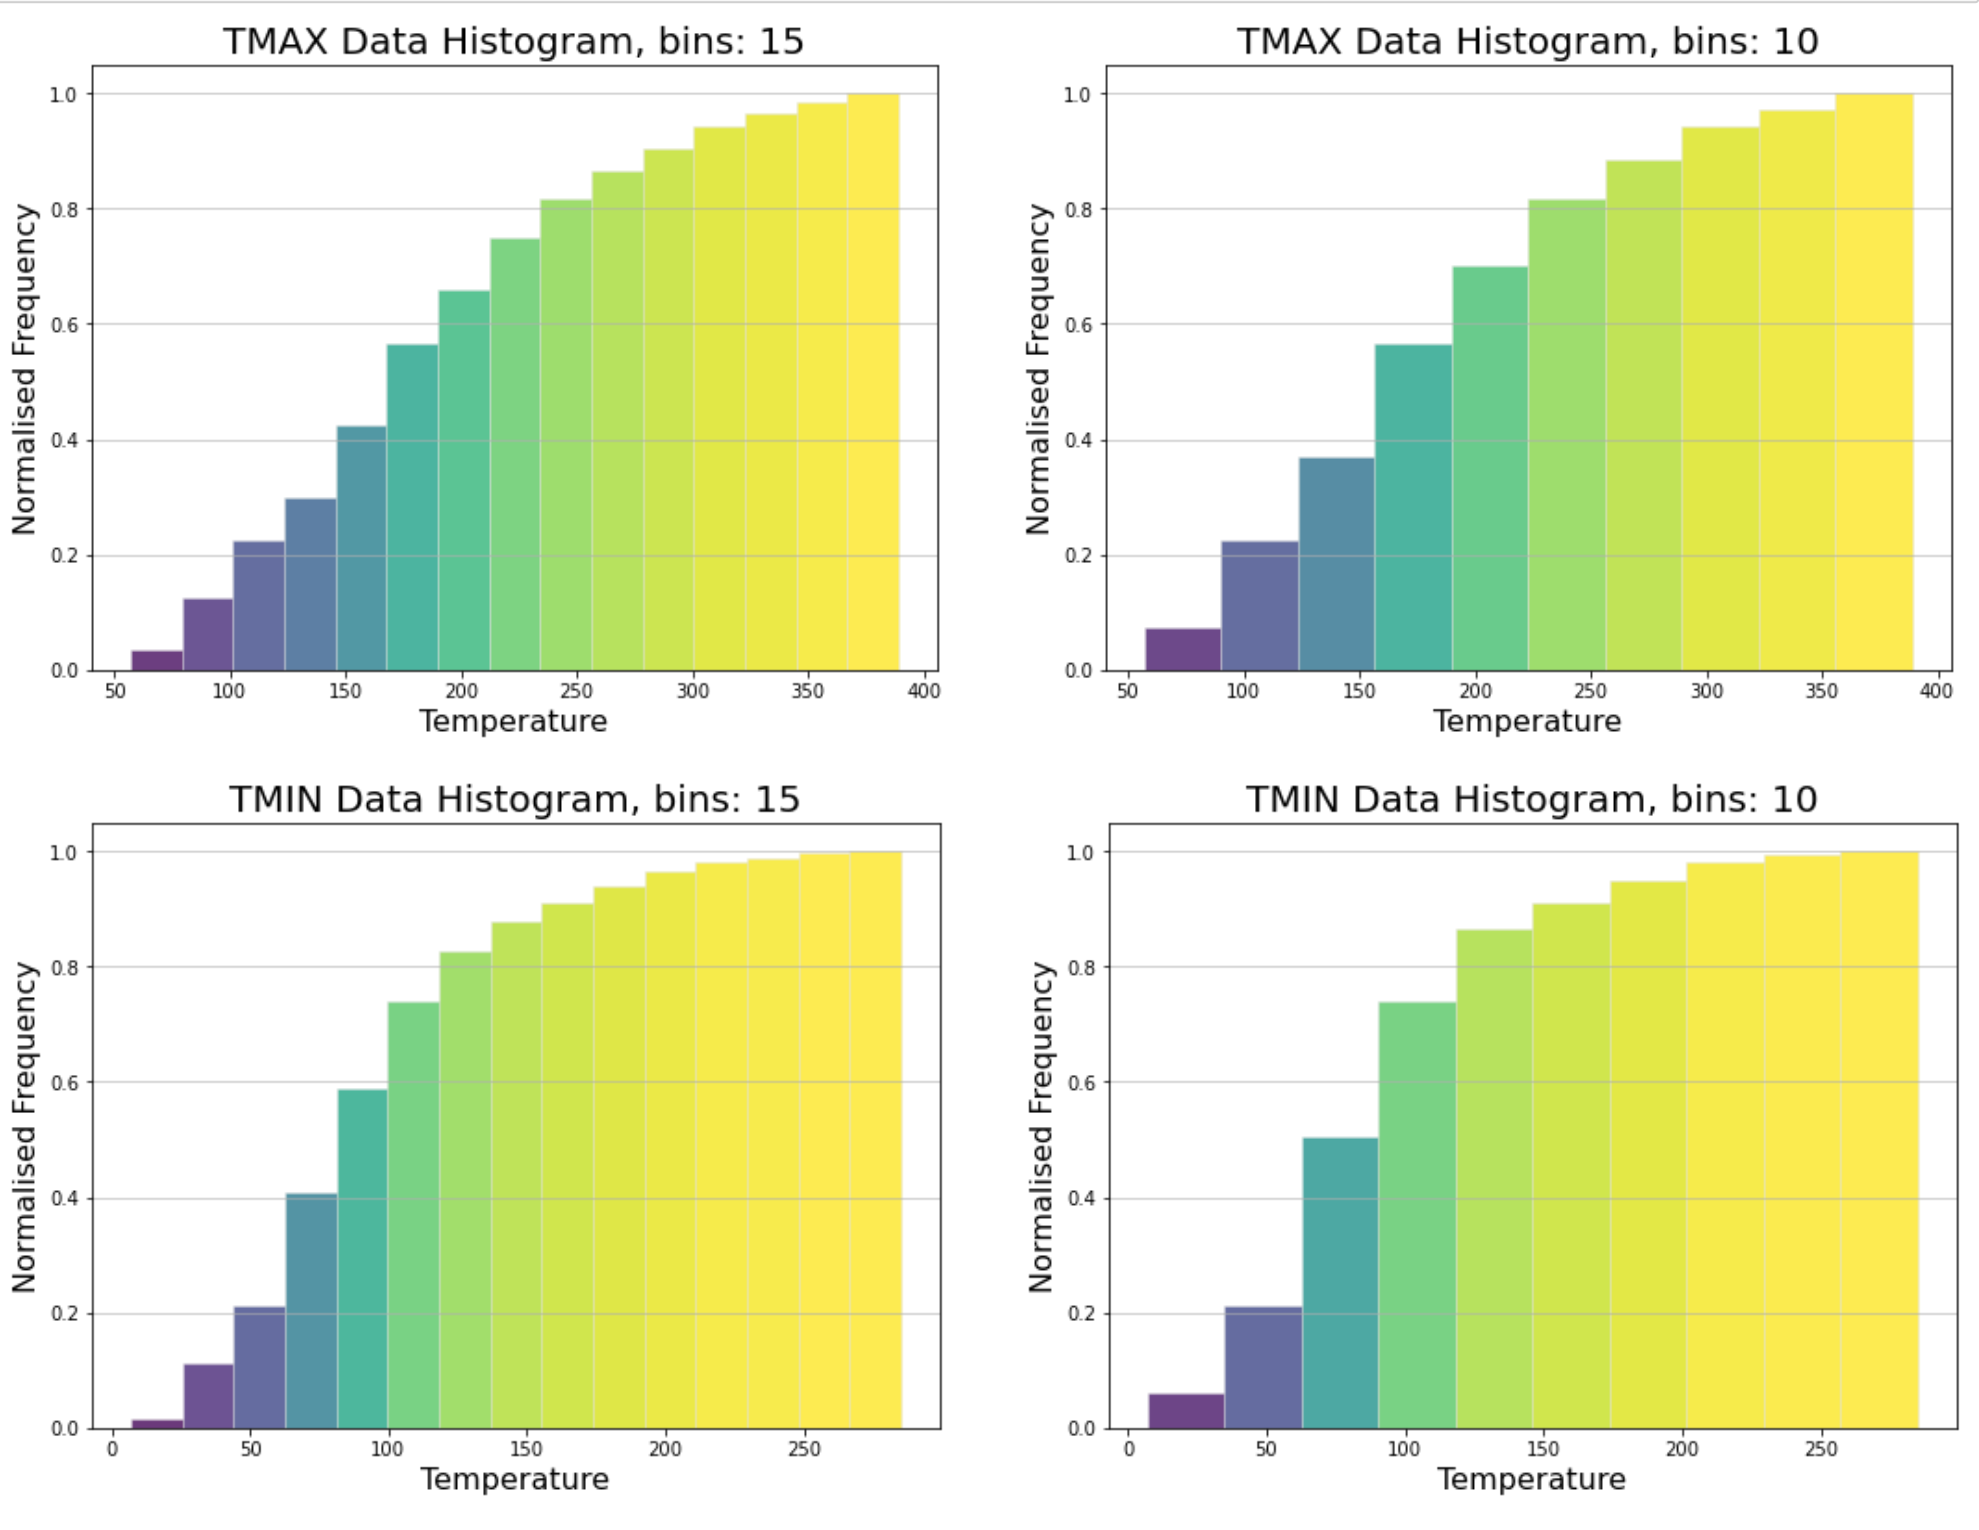 TMAX Data Histogram, bins: 15
Normalised Frequency
1.0
0.8
0.6
0.4
0.2
0.0
50 100 150 200 250 300 350 400
Temperature
TMAX Data Histogram, bins: 10
Normalised Frequency
1.0
0.8
0.6
0.4
0.2
0.0
50 100 150 200 250 300 350 400
Temperature
TMIN Data Histogram, bins: 15
Normalised Frequency
1.0
0.8
0.6
0.4
0.2
0.0
0 50 100 150 200 250
Temperature
TMIN Data Histogram, bins: 10
Normalised Frequency
1.0
0.8
0.6
0.4
0.2
0.0
0 50 100 150 200 250
Temperature